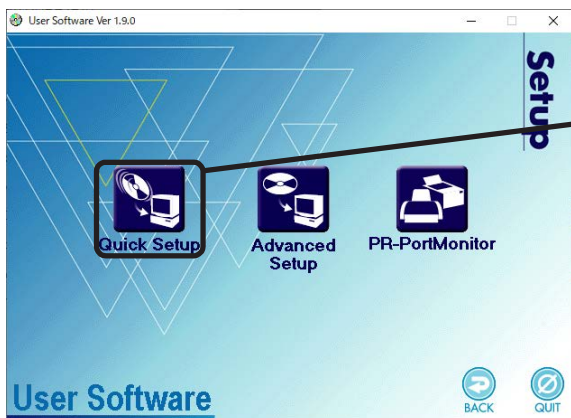 User Software Ver 1.9.0
Setup
Quick Setup
Advanced
Setup
PR-PortMonitor
User Software
BACK
QUIT